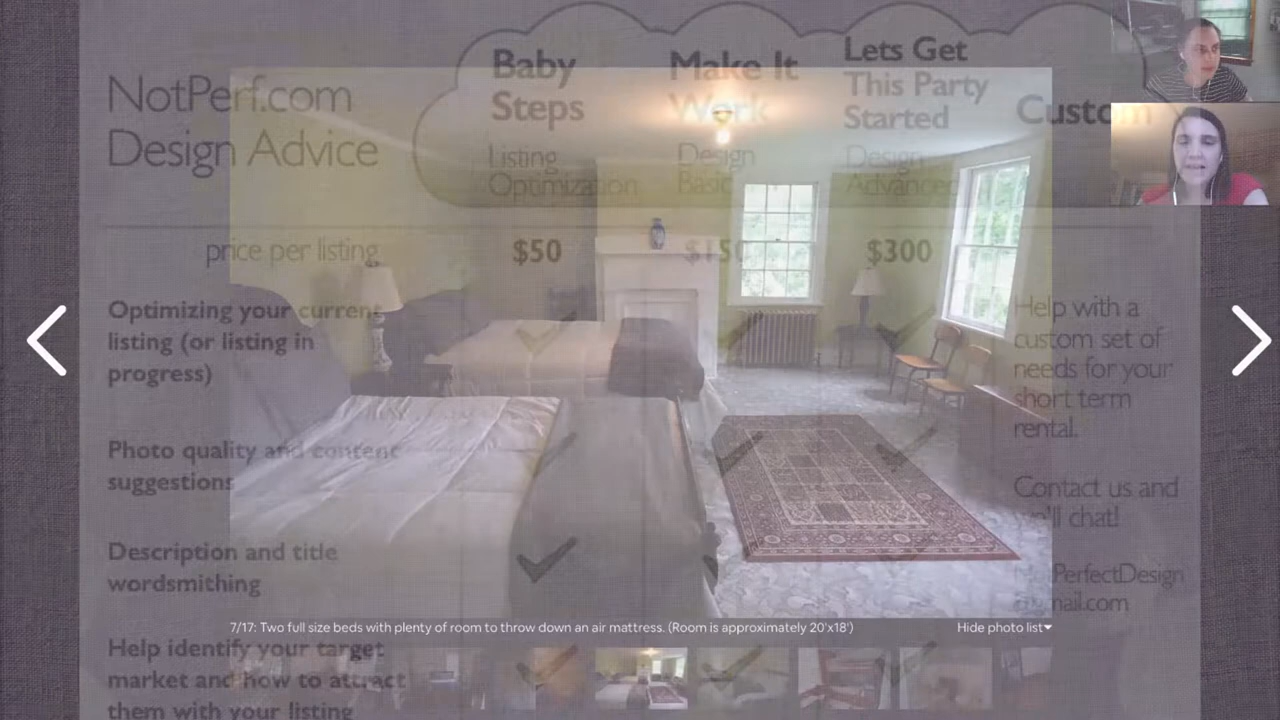 NotPerf.com
Design Advice
Baby
Steps
Make It
Work
Lets Get
This Party
Started
Custom
Listing
Optimization
Design
Basic
Design
Advanced
price per listing
$50
$150
$300
Optimizing your current
listing (or listing in
progress)
Photo quality and content
suggestions
Description and title
wordsmithing
Help identify your target
market and how to attract
them with your listing
Help with a
custom set of
needs for your
short term
rental.
Contact us and
we'll chat!
NotPerfectDesign
@gmail.com
7/17: Two full size beds with plenty of room to throw down an air mattress. (Room is approximately 20'x18')
Hide photo list